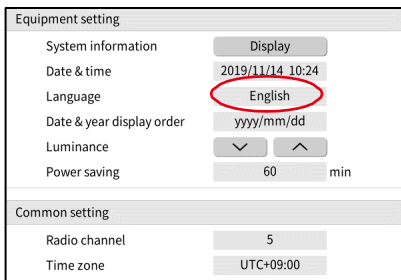 Equipment setting
System information Display
Date & time 2019/11/14 10:24
Language English
Date & year display order yyyy/mm/dd
Luminance
Power saving 60 min
Common setting
Radio channel 5
Time zone UTC+09:00